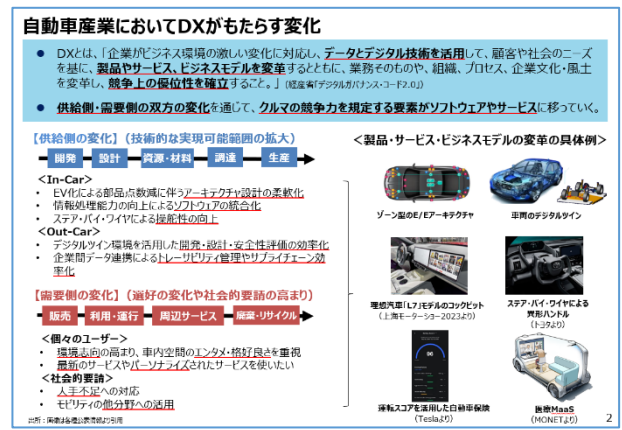 自動車産業においてDXがもたらす変化
● DXとは、「企業がビジネス環境の激しい変化に対応し、データとデジタル技術を活用して、顧客や社会のニーズ
を基に、製品やサービス、ビジネスモデルを変革するとともに、業務そのものや、組織、プロセス、企業文化・風土
を変革し、競争上の優位性を確立すること。」(経産省「デジタルガバナンス・コード2.0」)
● 供給側・需要側の双方の変化を通じて、クルマの競争力を規定する要素がソフトウェアやサービスに移っていく。
【供給側の変化】(技術的な実現可能範囲の拡大)
開発 設計 資源・材料 調達 生産
<In-Car>
• EV化による部品点数減に伴うアーキテクチャ設計の柔軟化
• 情報処理能力の向上によるソフトウェアの統合化
• ステア・バイ・ワイヤによる操舵性の向上
<Out-Car>
• デジタルツイン環境を活用した開発・設計・安全性評価の効率化
• 企業間データ連携によるトレーサビリティ管理やサプライチェーン効
率化
【需要側の変化】(選好の変化や社会的要請の高まり)
販売 利用・運行 周辺サービス 廃棄・リサイクル
<個々のユーザー>
• 環境志向の高まり、車内空間のエンタメ・格好良さを重視
• 最新のサービスやパーソナライズされたサービスを使いたい
<社会的要請>
• 人手不足への対応
• モビリティの他分野への活用
出所:画像は各種公表情報より引用
<製品・サービス・ビジネスモデルの変革の具体例>
ゾーン型のE/Eアーキテクチャ
車両のデジタルツイン
理想汽車「L7」モデルのコックピット
(上海モーターショー2023より)
ステア・バイ・ワイヤによる
異形ハンドル
(トヨタより)
運転スコアを活用した自動車保険
(Teslaより)
医療MaaS
(MONETより)
2